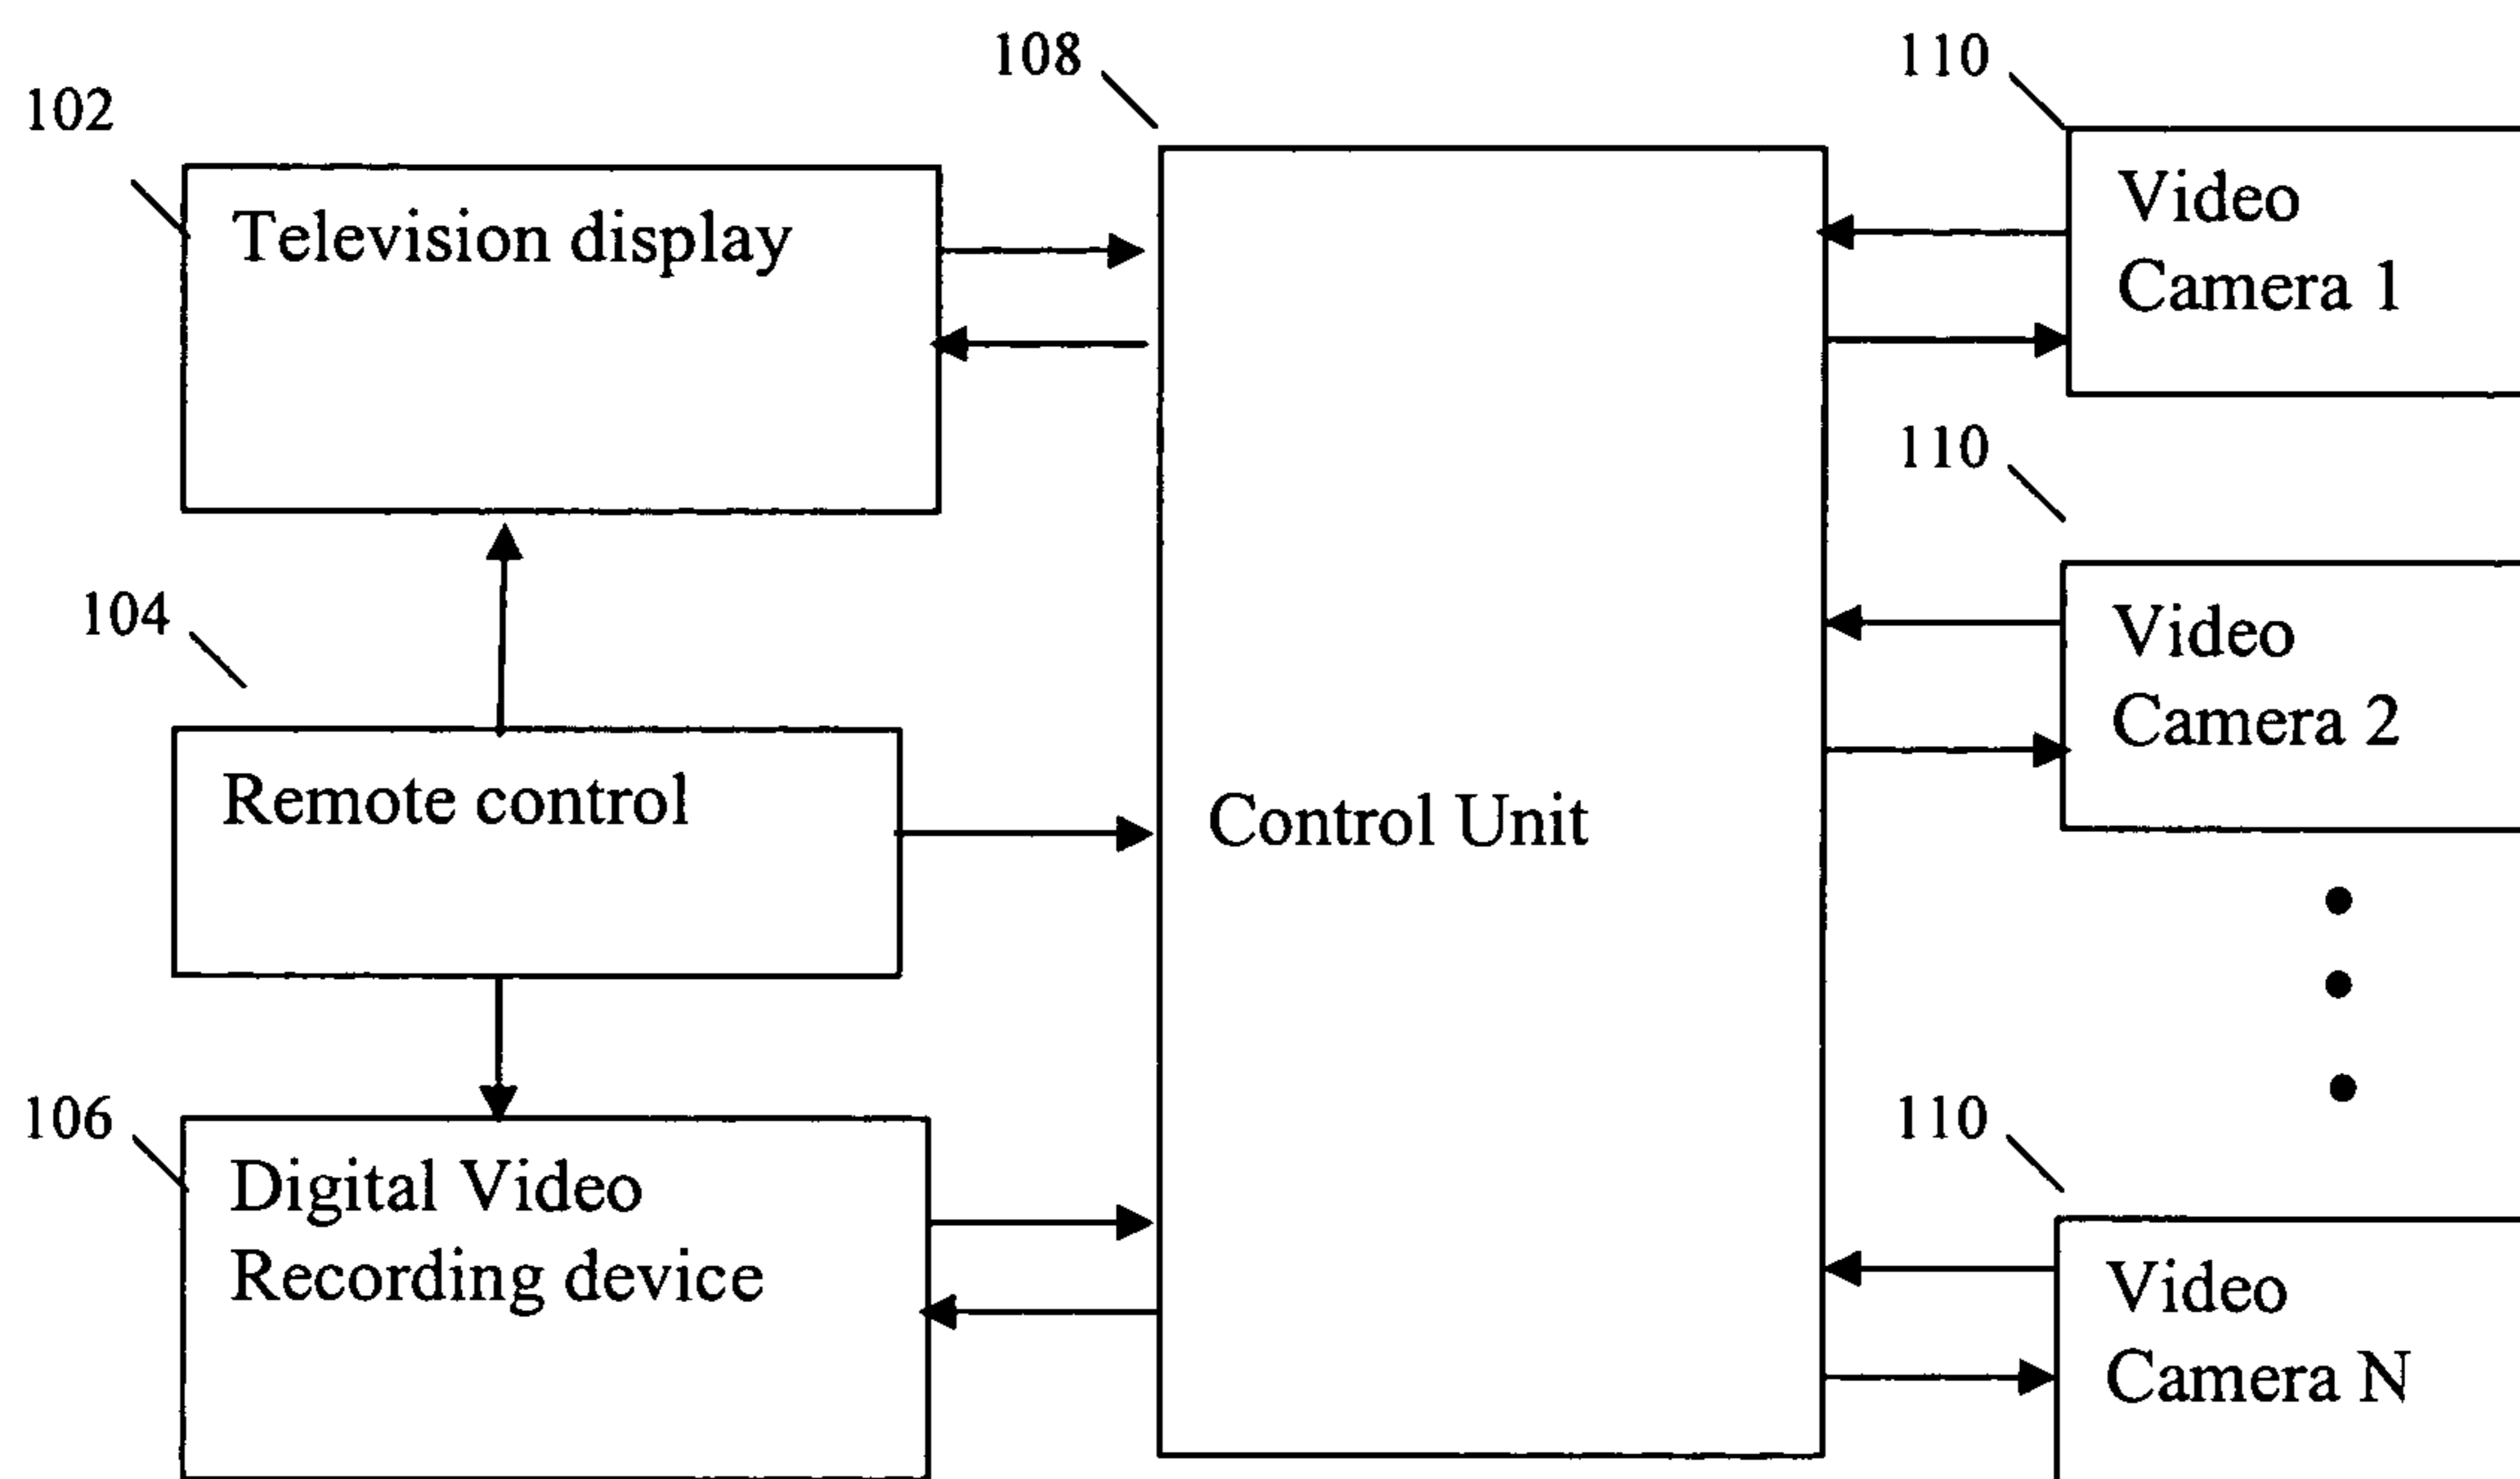 108
110
102
Television display
Video
Camera 1
110
104
Video
Camera 2
Remote control
Control Unit
106
110
Digital Video
Recording device
Video
Camera N